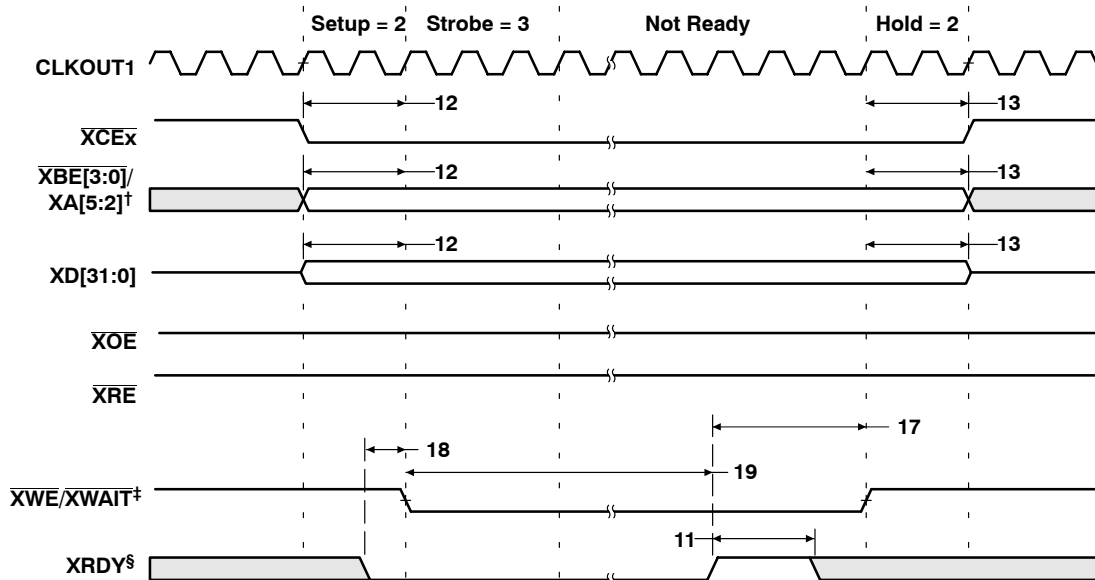 Setup = 2 Strobe = 3 Not Ready Hold = 2
CLKOUT1
12 13
XCEx
XBE[3:0]/
12 13
XA[5:2]†
12 13
XD[31:0]
XOE
XRE
17
18
19
XWE/XWAIT‡
11
XRDY§